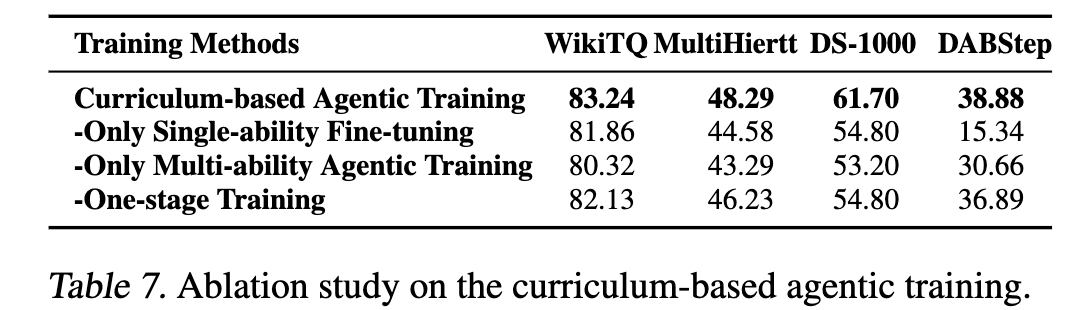 Training Methods WikiTQ MultiHiertt DS-1000 DABStep
Curriculum-based Agentic Training 83.24 48.29 61.70 38.88
-Only Single-ability Fine-tuning 81.86 44.58 54.80 15.34
-Only Multi-ability Agentic Training 80.32 43.29 53.20 30.66
-One-stage Training 82.13 46.23 54.80 36.89
Table 7. Ablation study on the curriculum-based agentic training.